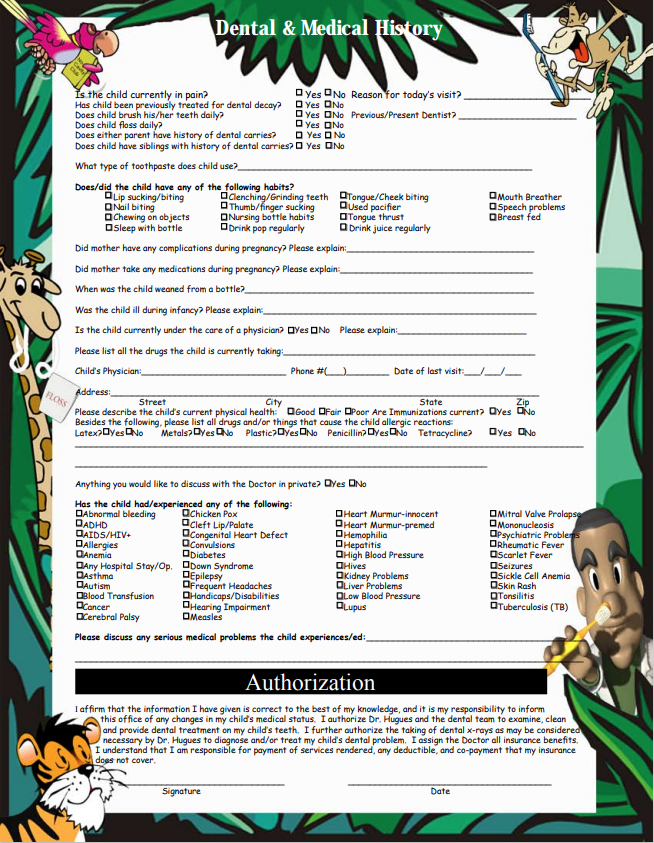 Dental & Medical History
Is the child currently in pain? ☐ Yes ☐ No Reason for today's visit? _______________
Has child been previously treated for dental decay? ☐ Yes ☐ No
Does child brush his/her teeth daily? ☐ Yes ☐ No Previous/Present Dentist? _______________
Does child floss daily? ☐ Yes ☐ No
Does either parent have history of dental carries? ☐ Yes ☐ No
Does child have siblings with history of dental carries? ☐ Yes ☐ No
What type of toothpaste does child use?_______________
Does/did the child have any of the following habits?
☐Lip sucking/biting ☐Clenching/Grinding teeth ☐Tongue/Cheek biting ☐Mouth Breather
☐Nail biting ☐Thumb/finger sucking ☐Used pacifier ☐Speech problems
☐Chewing on objects ☐Nursing bottle habits ☐Tongue thrust ☐Breast fed
☐Sleep with bottle ☐Drink pop regularly ☐Drink juice regularly
Did mother have any complications during pregnancy? Please explain:_______________
Did mother take any medications during pregnancy? Please explain:_______________
When was the child weaned from a bottle?_______________
Was the child ill during infancy? Please explain:_______________
Is the child currently under the care of a physician? ☐Yes ☐No Please explain:_______________
Please list all the drugs the child is currently taking:_______________
Child's Physician:_______________ Phone #(___)_________ Date of last visit:___/___/___
FLOSS
Address:_______________
Street City State Zip
Please describe the child's current physical health: ☐Good ☐Fair ☐Poor Are Immunizations current? ☐Yes ☐No
Besides the following, please list all drugs and/or things that cause the child allergic reactions:
Latex?☐Yes☐No Metals?☐Yes☐No Plastic?☐Yes☐No Penicillin?☐Yes☐No Tetracycline? ☐Yes ☐No
Anything you would like to discuss with the Doctor in private? ☐Yes ☐No
Has the child had/experienced any of the following:
☐Abnormal bleeding ☐Chicken Pox ☐Heart Murmur-innocent ☐Mitral Valve Prolapse
☐ADHD ☐Cleft Lip/Palate ☐Heart Murmur-premed ☐Mononucleosis
☐AIDS/HIV+ ☐Congenital Heart Defect ☐Hemophilia ☐Psychiatric Problems
☐Allergies ☐Convulsions ☐Hepatitis ☐Rheumatic Fever
☐Anemia ☐Diabetes ☐High Blood Pressure ☐Scarlet Fever
☐Any Hospital Stay/Op. ☐Down Syndrome ☐Hives ☐Seizures
☐Asthma ☐Epilepsy ☐Kidney Problems ☐Sickle Cell Anemia
☐Autism ☐Frequent Headaches ☐Liver Problems ☐Skin Rash
☐Blood Transfusion ☐Handicaps/Disabilities ☐Low Blood Pressure ☐Tonsilitis
☐Cancer ☐Hearing Impairment ☐Lupus ☐Tuberculosis (TB)
☐Cerebral Palsy ☐Measles
Please discuss any serious medical problems the child experiences/ed:_______________
Authorization
I affirm that the information I have given is correct to the best of my knowledge, and it is my responsibility to inform
this office of any changes in my child's medical status. I authorize Dr. Hugues and the dental team to examine, clean
and provide dental treatment on my child's teeth. I further authorize the taking of dental x-rays as may be considered
necessary by Dr. Hugues to diagnose and/or treat my child's dental problem. I assign the Doctor all insurance benefits.
I understand that I am responsible for payment of services rendered, any deductible, and co-payment that my insurance
does not cover.
Signature Date